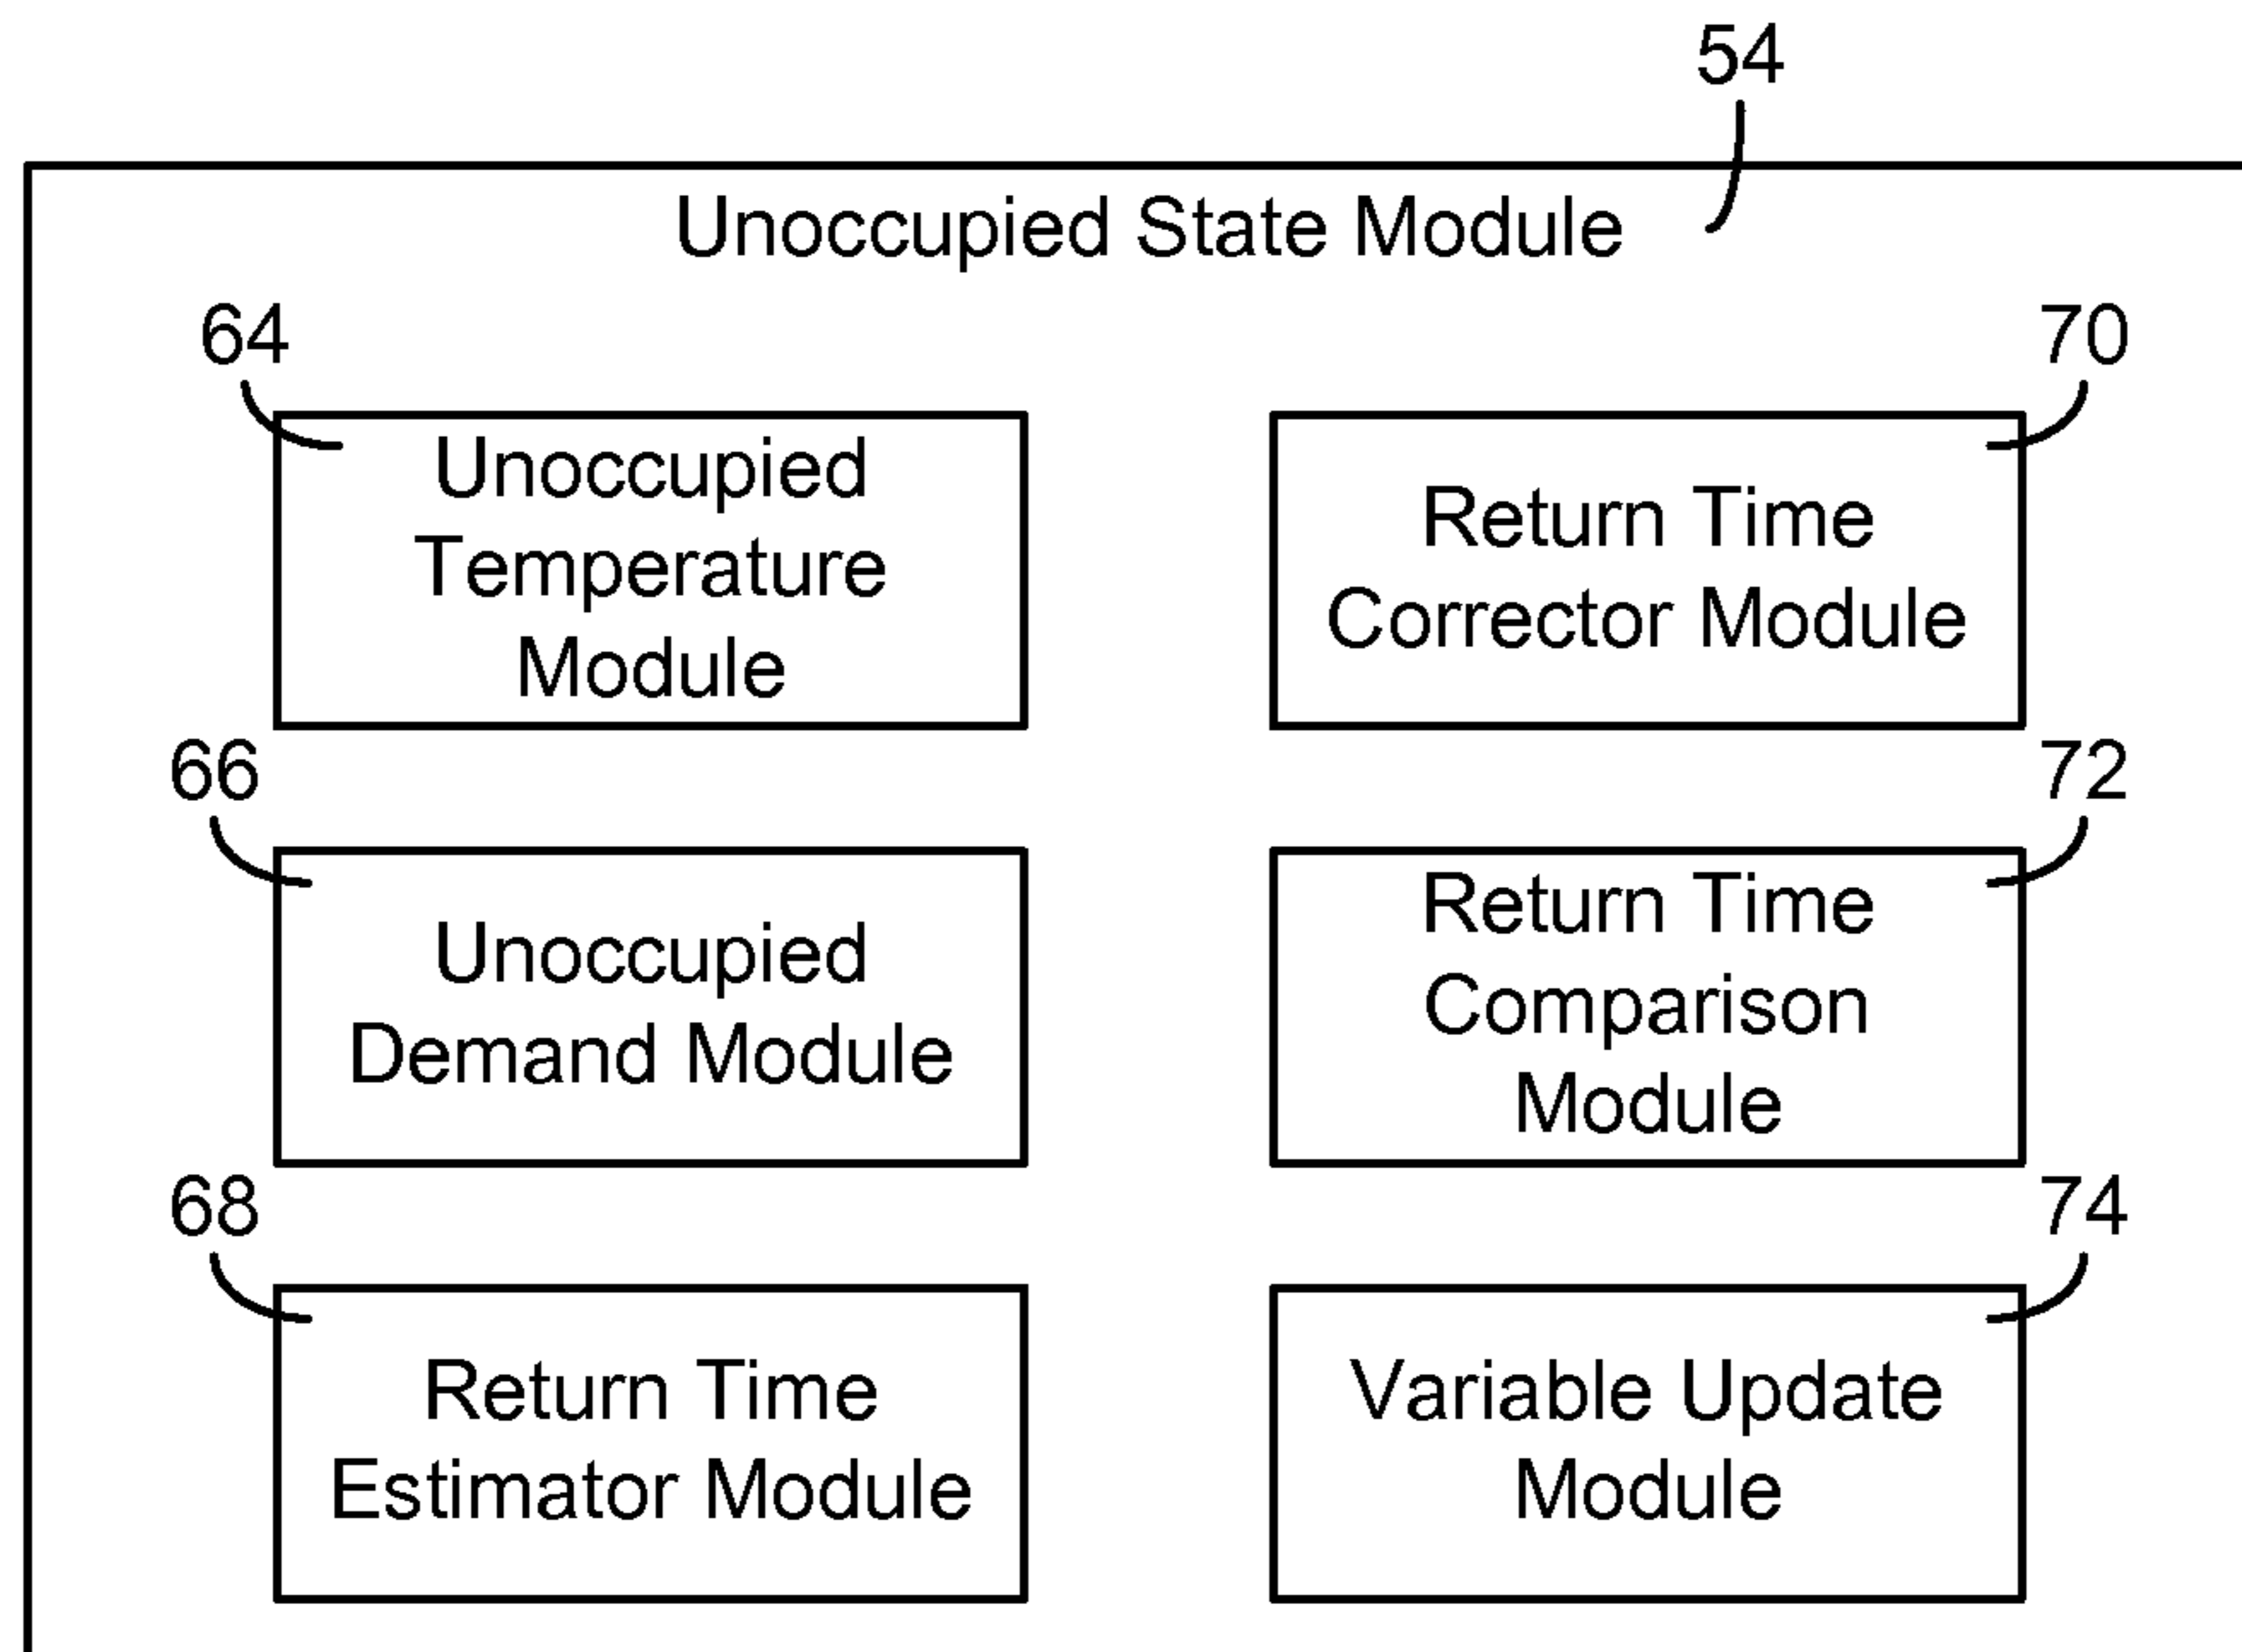 54
Unoccupied State Module
64
Unoccupied
Temperature
Module
70
Return Time
Corrector Module
66
Unoccupied
Demand Module
72
Return Time
Comparison
Module
68
Return Time
Estimator Module
74
Variable Update
Module